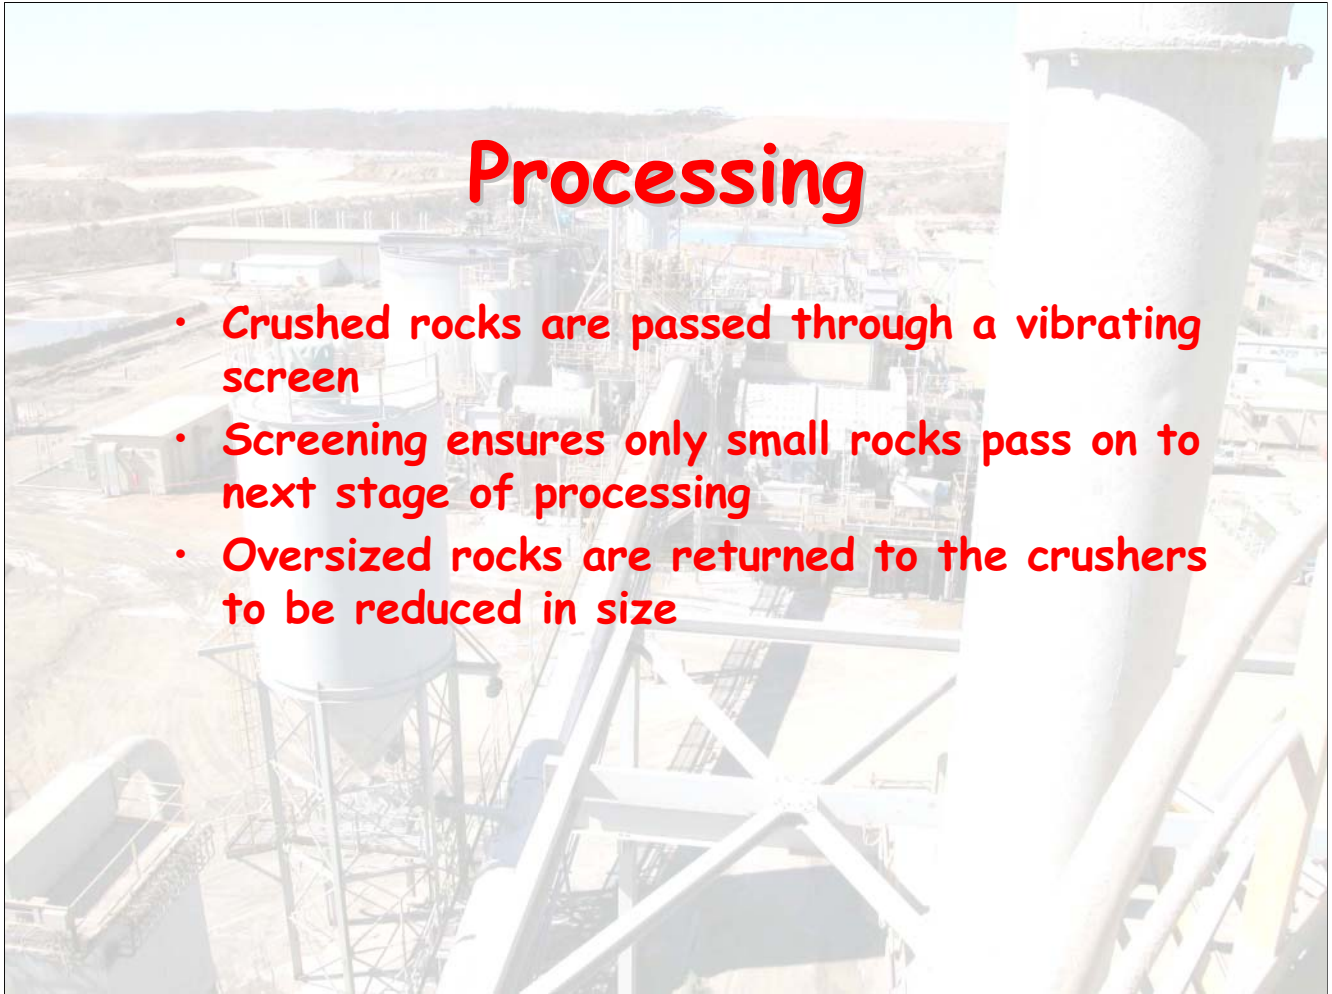 Processing
• Crushed rocks are passed through a vibrating
screen
• Screening ensures only small rocks pass on to
next stage of processing
• Oversized rocks are returned to the crushers
to be reduced in size